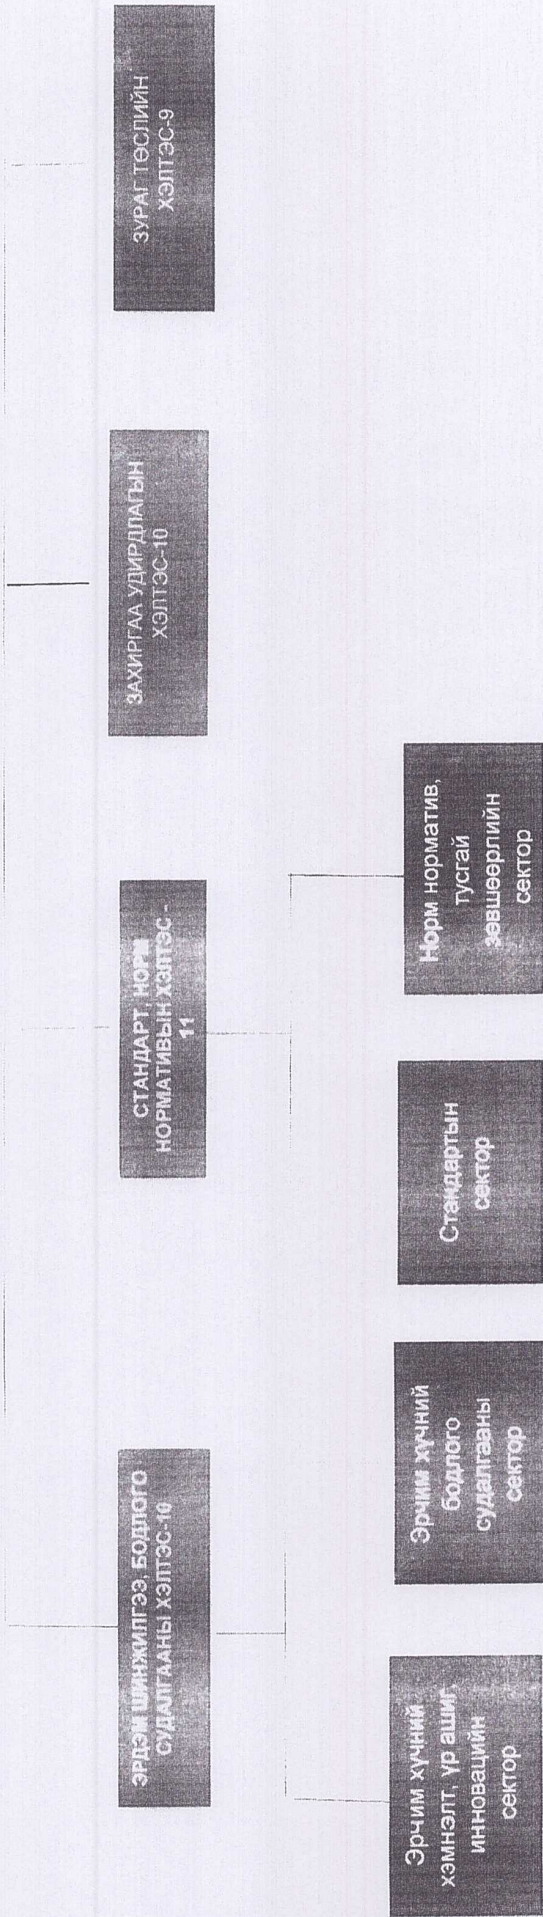 ЭРДЭМ ШИНЖИЛГЭЭ, БОДЛОГО
СУДАЛГААНЫ ХЭЛТЭС-10
СТАНДАРТ, НОРМ
НОРМАТИВЫН ХЭЛТЭС -
11
ЗАХИРГАА УДИРДЛАГЫН
ХЭЛТЭС-10
ЗУРАГ ТӨСЛИЙН
ХЭЛТЭС-9
Эрчим хүчний
хэмнэлт, үр ашиг,
инновацийн
сектор
Эрчим хүчний
бодлого
судалгааны
сектор
Стандартын
сектор
Норм норматив,
тусгай
зөвшөөрлийн
сектор